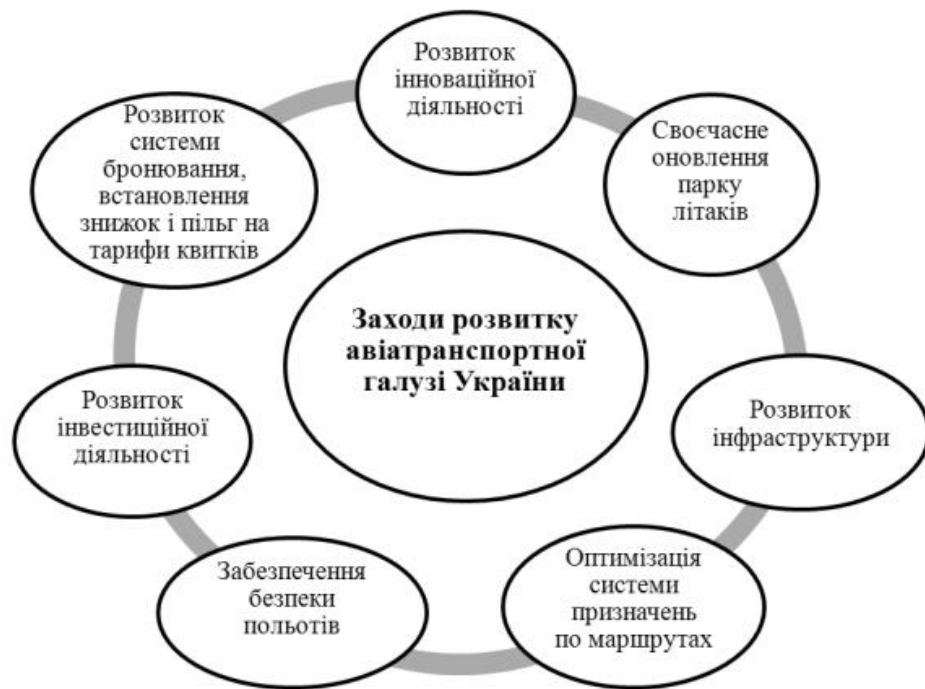 Розвиток
інноваційної
діяльності
Своєчасне
оновлення
парку
літаків
Розвиток
інфраструктури
Оптимізація
системи
призначень
по маршрутах
Забезпечення
безпеки
польотів
Розвиток
інвестиційної
діяльності
Розвиток
системи
бронювання,
встановлення
знижок і пільг на
тарифи квитків
Заходи розвитку
авіатранспортної
галузі України